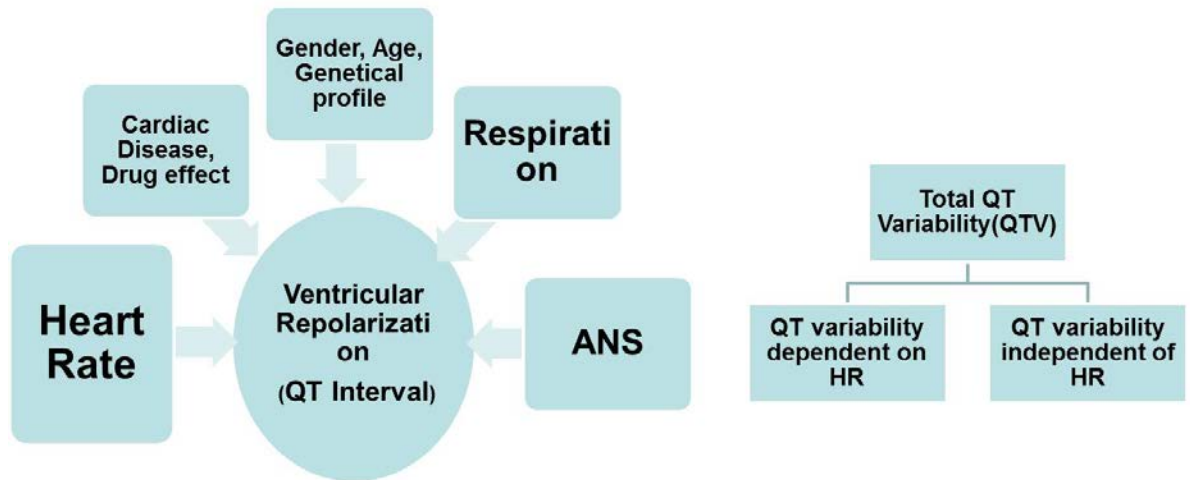 Gender, Age,
Genetical
profile
Cardiac
Disease,
Drug effect
Respirati
on
Heart
Rate
Ventricular
Repolarizati
on
(QT Interval)
ANS
Total QT
Variability(QTV)
QT variability
dependent on
HR
QT variability
independent of
HR